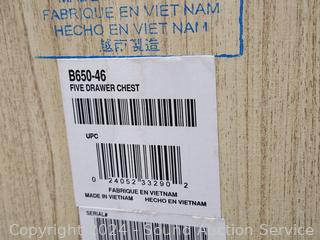 FABRIQUE EN VIET NAM
HECHO EN VIET NAM
越南製造
B650-46
FIVE DRAWER CHEST
UPC
0 24052 33290 2
FABRIQUE EN VIETNAM
MADE IN VIETNAM HECHO EN VIETNAM
SERIAL#
Copyright 2024 - Sound Auction Service